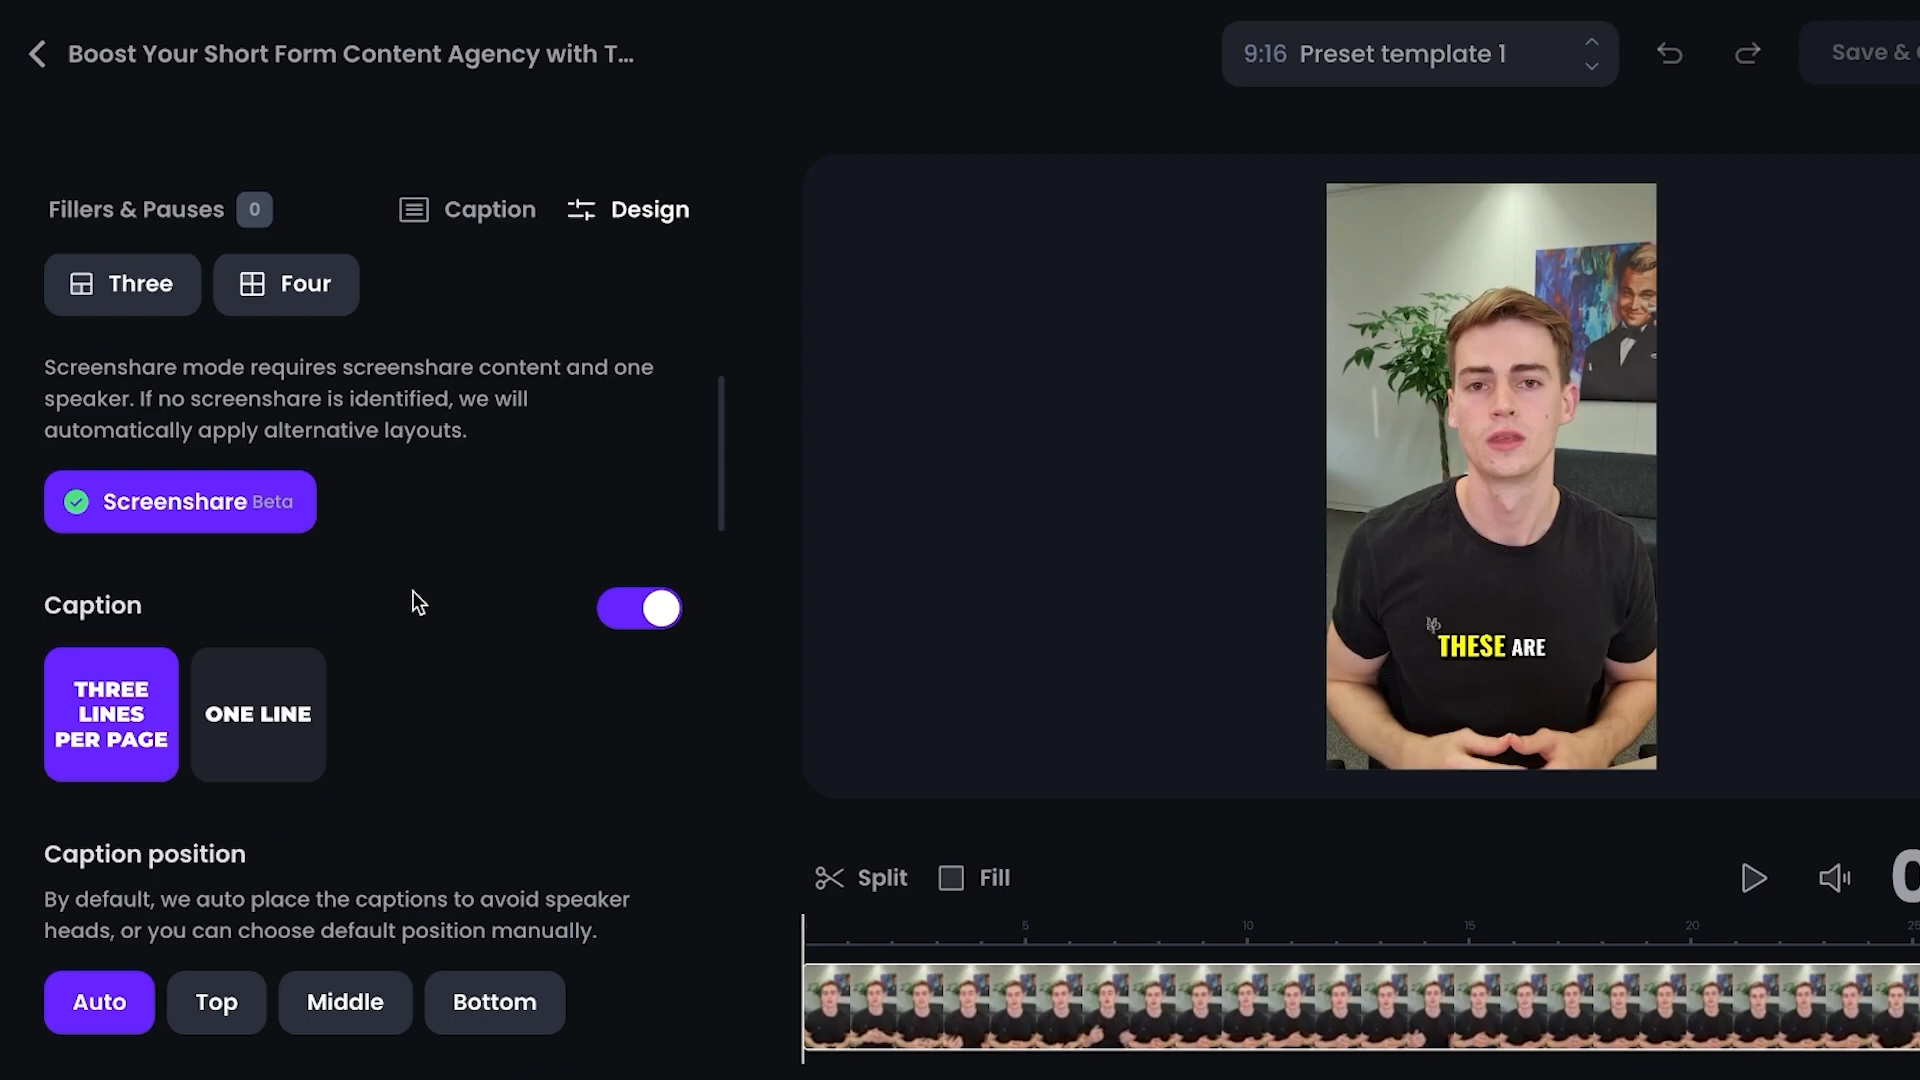 Boost Your Short Form Content Agency with T...
9:16 Preset template 1
Save &
Fillers & Pauses 0
Caption
Design
Three
Four
Screenshare mode requires screenshare content and one
speaker. If no screenshare is identified, we will
automatically apply alternative layouts.
Screenshare Beta
Caption
THREE
LINES
PER PAGE
ONE LINE
THESE ARE
Caption position
By default, we auto place the captions to avoid speaker
heads, or you can choose default position manually.
Auto
Top
Middle
Bottom
Split
Fill
5
10
15
20
25